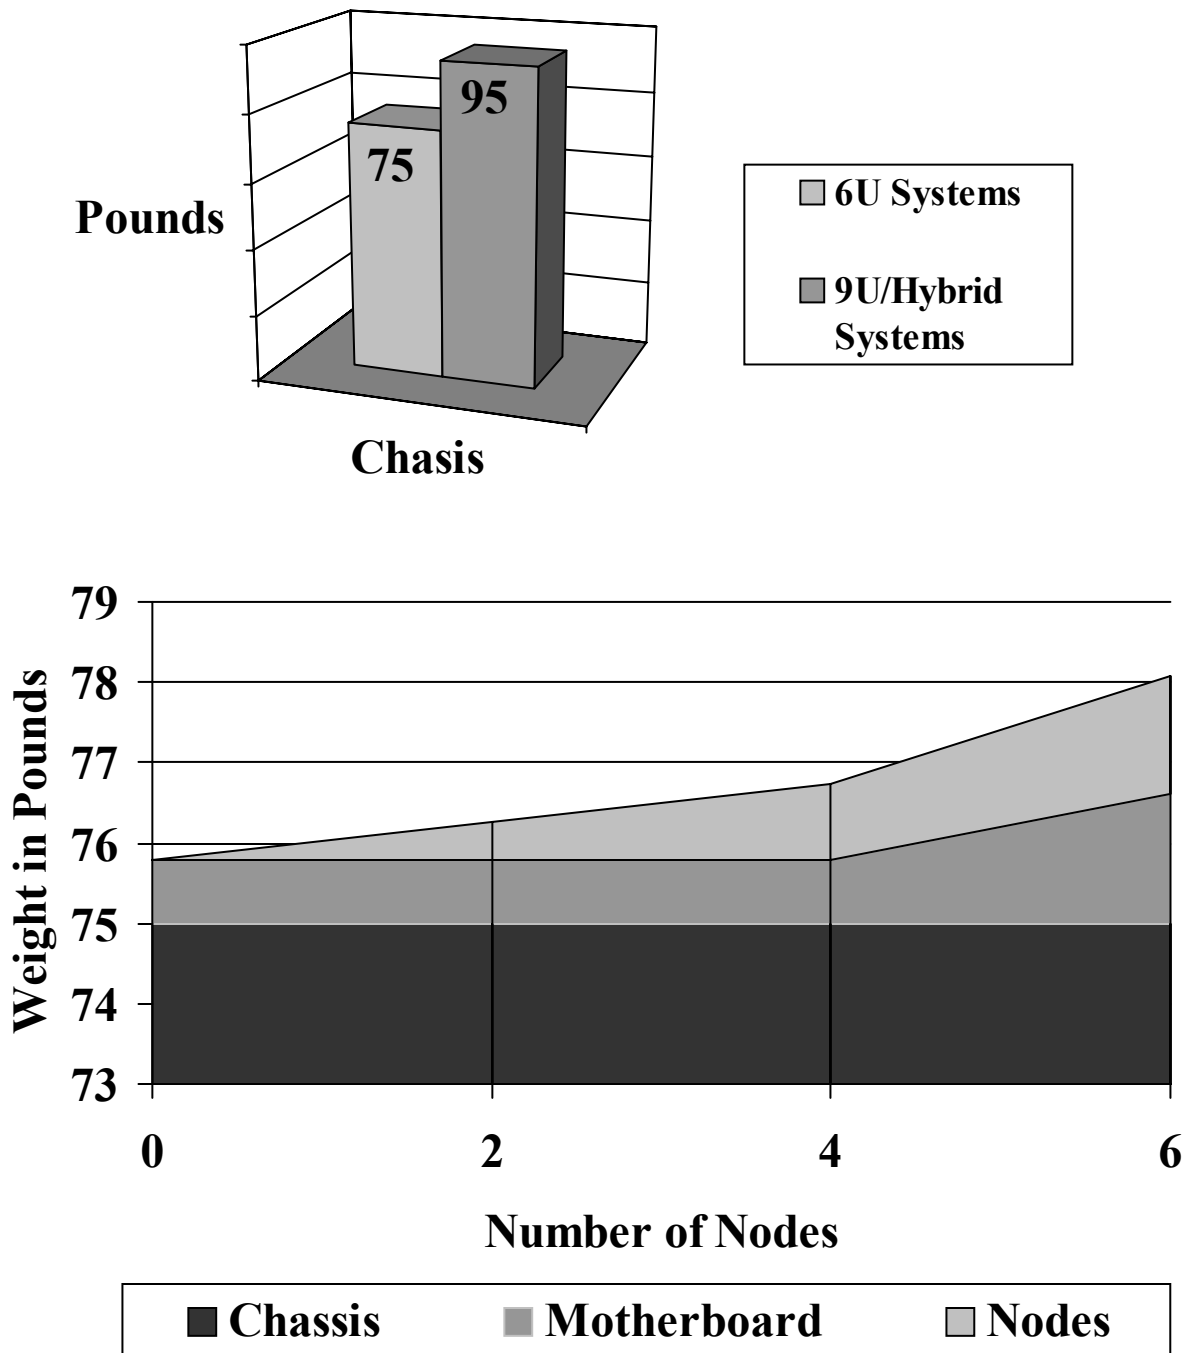 95
75
Pounds
6U Systems
9U/Hybrid
Systems
Chasis
79
78
77
76
75
74
73
Weight in Pounds
0 2 4 6
Number of Nodes
Chassis Motherboard Nodes